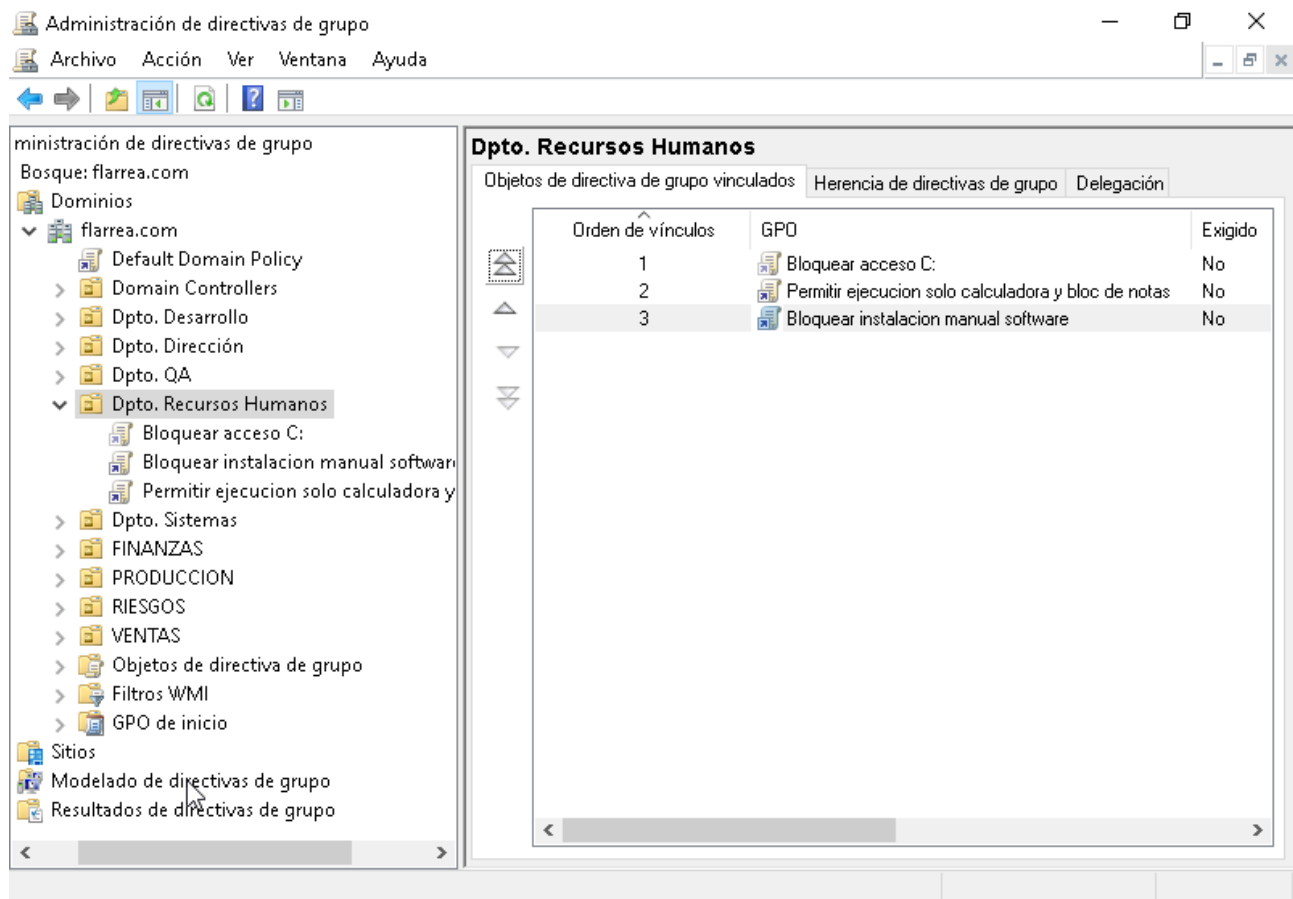 Administración de directivas de grupo
Archivo Acción Ver Ventana Ayuda
ministración de directivas de grupo
Bosque: flarrea.com
Dominios
flarrea.com
Default Domain Policy
Domain Controllers
Dpto. Desarrollo
Dpto. Dirección
Dpto. QA
Dpto. Recursos Humanos
Bloquear acceso C:
Bloquear instalacion manual softwar
Permitir ejecucion solo calculadora y
Dpto. Sistemas
FINANZAS
PRODUCCION
RIESGOS
VENTAS
Objetos de directiva de grupo
Filtros WMI
GPO de inicio
Sitios
Modelado de directivas de grupo
Resultados de directivas de grupo
Dpto. Recursos Humanos
Objetos de directiva de grupo vinculados Herencia de directivas de grupo Delegación
Orden de vínculos GPO Exigido
1 Bloquear acceso C: No
2 Permitir ejecucion solo calculadora y bloc de notas No
3 Bloquear instalacion manual software No